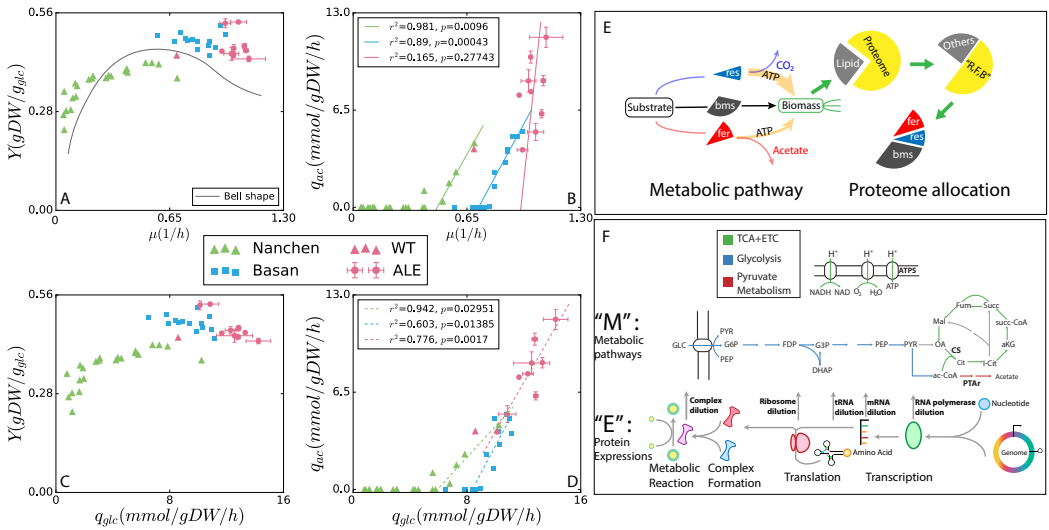 0.56
0.28
0.00
Y(gDW/g_glc)
A
Bell shape
0.65
1.30
μ(1/h)
13.0
6.5
0.0
q_ac(mmol/gDW/h)
r²=0.981, p=0.0096
r²=0.89, p=0.00043
r²=0.165, p=0.27743
B
0.00
0.65
1.30
μ(1/h)
Nanchen
Basan
WT
ALE
0.56
0.28
0.00
Y(gDW/g_glc)
C
0
8
16
q_glc(mmol/gDW/h)
13.0
6.5
0.0
q_ac(mmol/gDW/h)
r²=0.942, p=0.02951
r²=0.603, p=0.01385
r²=0.776, p=0.0017
D
0
8
16
q_glc(mmol/gDW/h)
E
Substrate
res
CO₂
ATP
bms
Biomass
fer
ATP
Acetate
Metabolic pathway
Lipid
Proteome
Others
"R,F,B"
fer
res
bms
Proteome allocation
F
TCA+ETC
Glycolysis
Pyruvate
Metabolism
H⁺
H⁺
H⁺
ATPS
NADH
NAD
O₂
H₂O
ATP
"M":
Metabolic
pathways
GLC
PYR
G6P
PEP
FDP
G3P
DHAP
PEP
PYR
OA
Mal
Fum
Succ
succ-CoA
aKG
I-Cit
Cit
CS
ac-CoA
PTAr
Acetate
"E":
Protein
Expressions
Complex
dilution
Ribosome
dilution
tRNA
dilution
mRNA
dilution
RNA polymerase
dilution
Nucleotide
Amino Acid
Genome
Metabolic
Reaction
Complex
Formation
Translation
Transcription